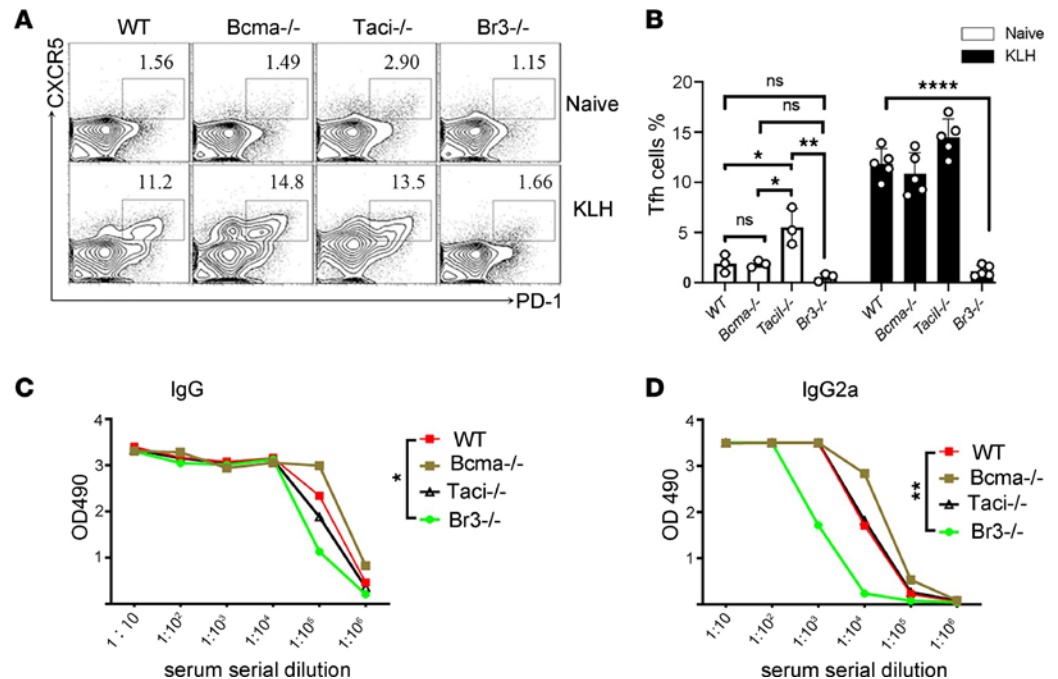 A
WT Bcma-/- Taci-/- Br3-/-
CXCR5
1.56 1.49 2.90 1.15
Naive
11.2 14.8 13.5 1.66
KLH
PD-1
B
Naive
KLH
Tfh cells %
20
15
10
5
0
ns
ns
****
* **
*
ns
WT Bcma-/- TaciI-/- Br3-/- WT Bcma-/- TaciI-/- Br3-/-
C IgG
OD490
4
3
2
1
WT
Bcma-/-
Taci-/-
Br3-/-
*
1:10 1:10² 1:10³ 1:10⁴ 1:10⁵ 1:10⁶
serum serial dilution
D IgG2a
OD 490
4
3
2
1
WT
Bcma-/-
Taci-/-
Br3-/-
**
1:10 1:10² 1:10³ 1:10⁴ 1:10⁵ 1:10⁶
serum serial dilution